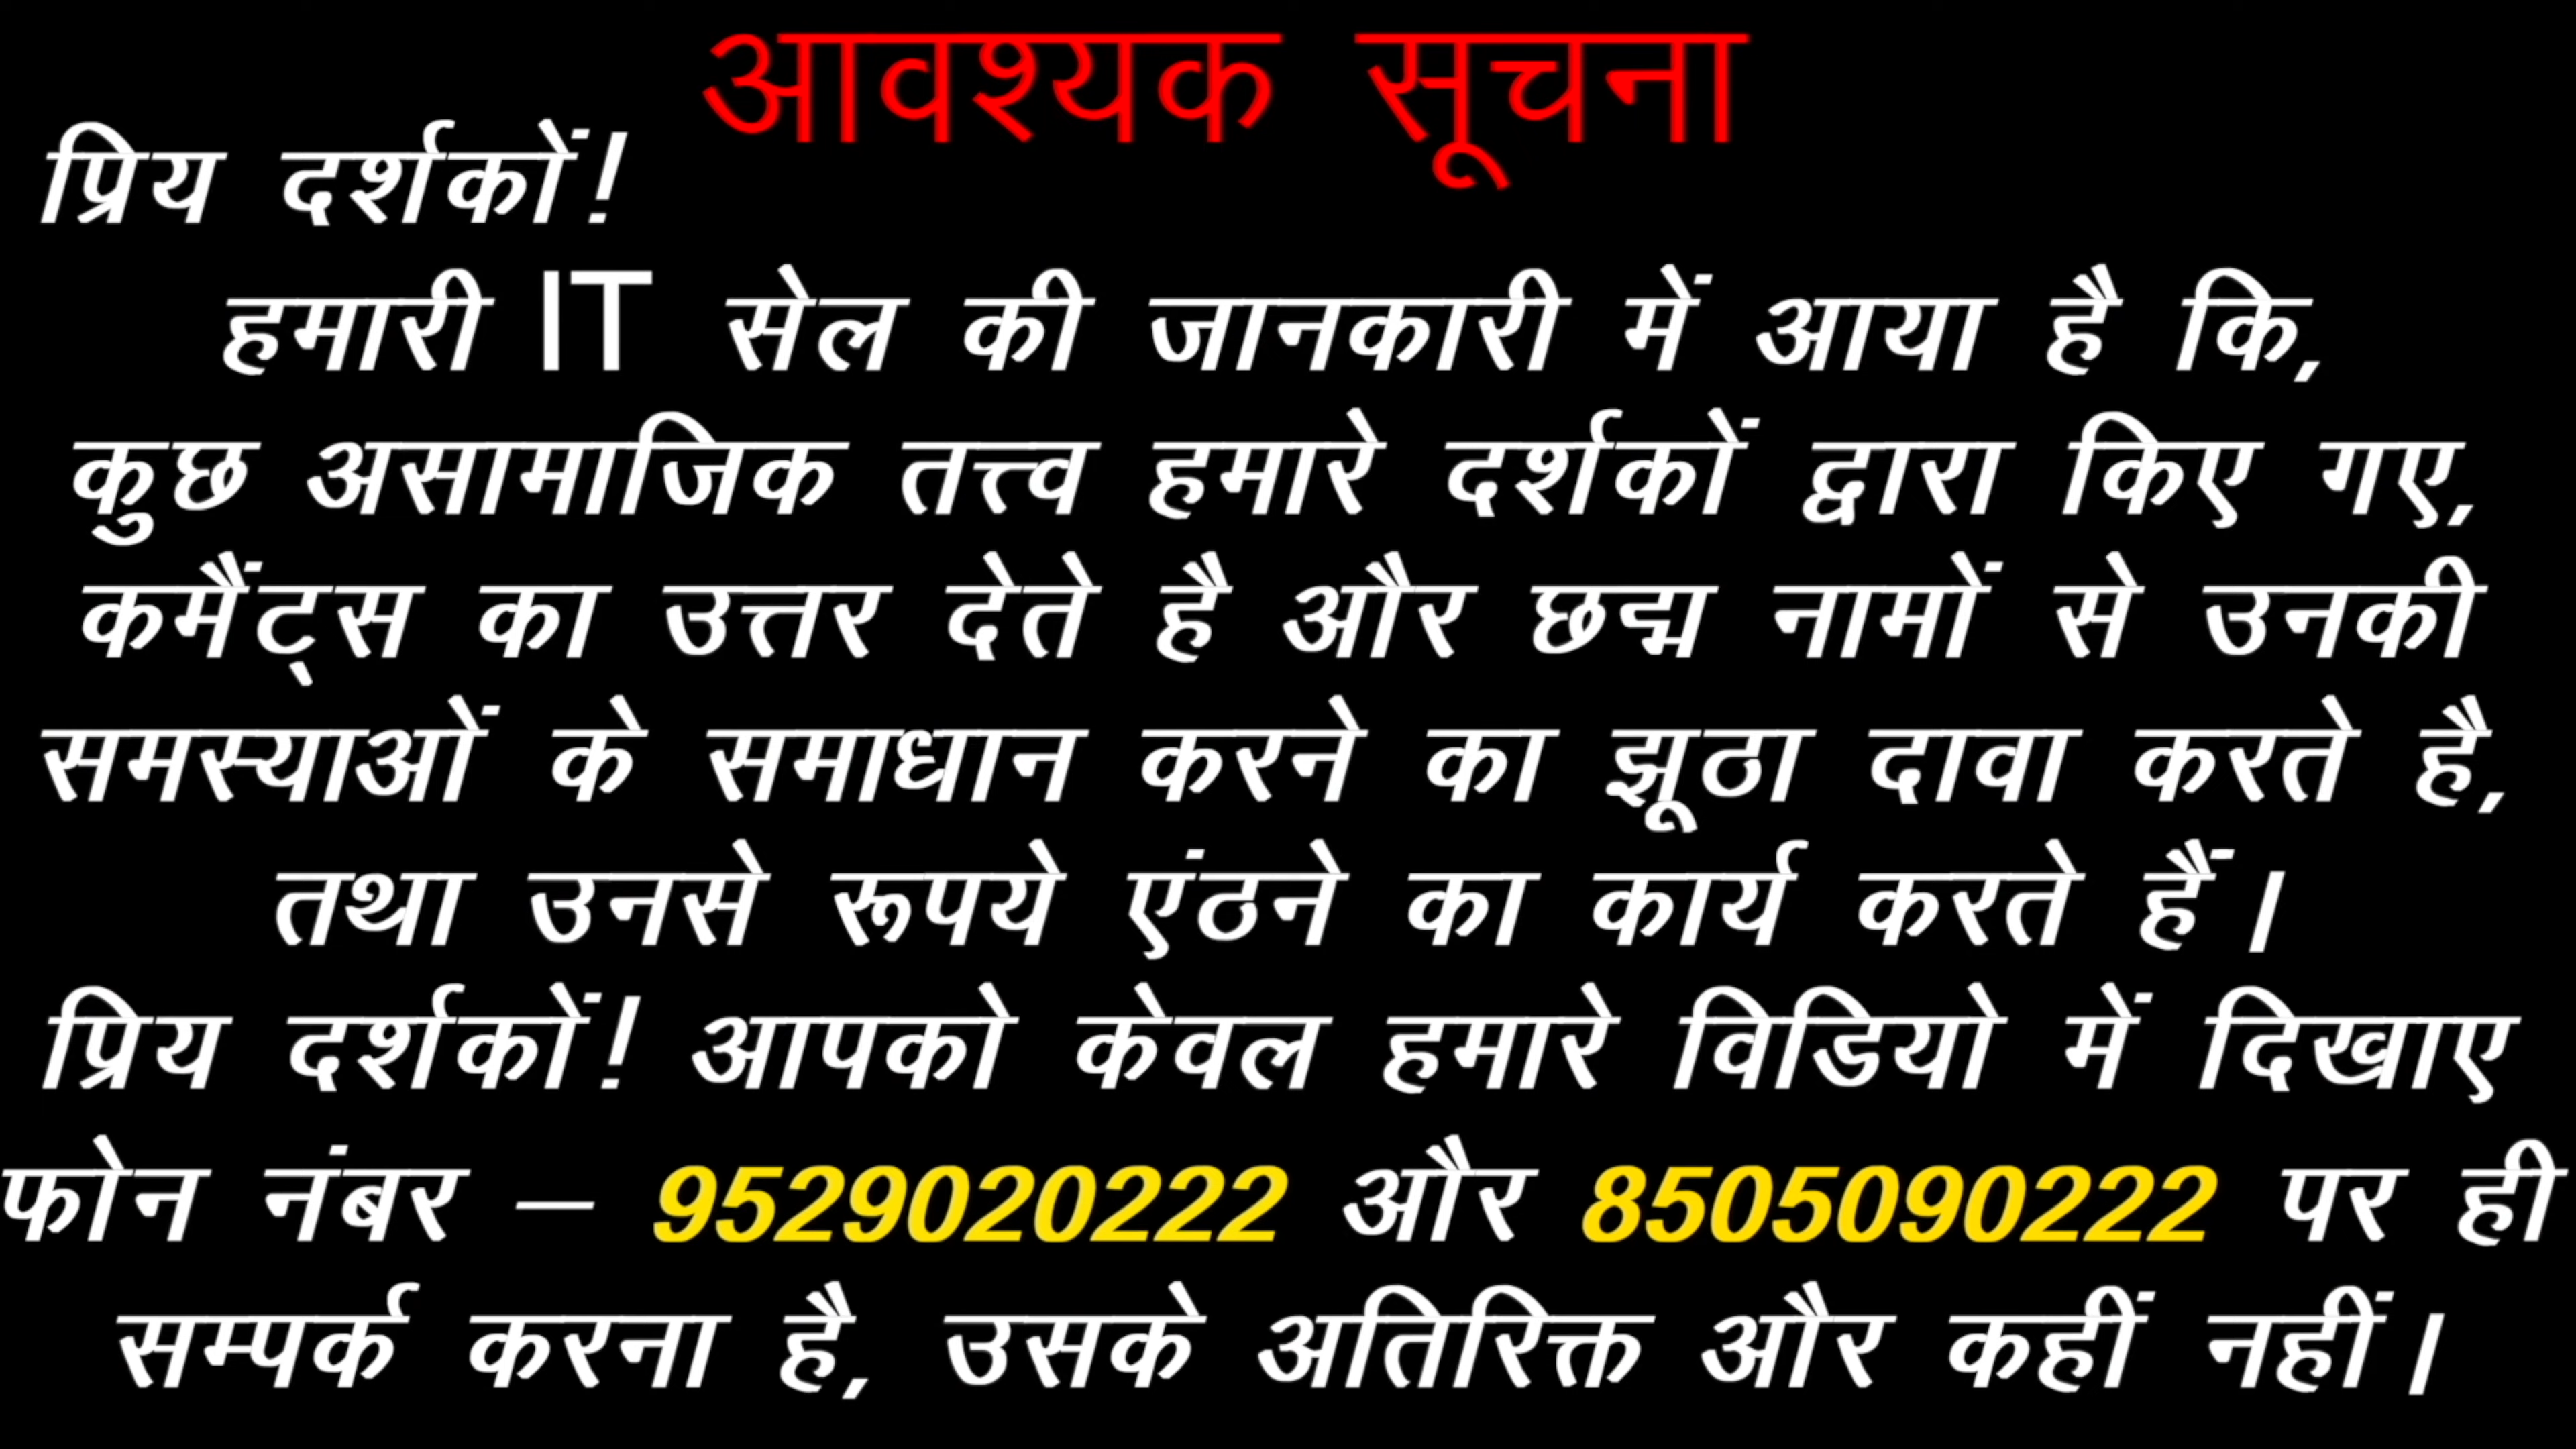 आवश्यक सूचना
प्रिय दर्शकों!
हमारी IT सेल की जानकारी में आया है कि,
कुछ असामाजिक तत्त्व हमारे दर्शकों द्वारा किए गए,
कमैंट्स का उत्तर देते है और छद्म नामों से उनकी
समस्याओं के समाधान करने का झूठा दावा करते है,
तथा उनसे रूपये एंठने का कार्य करते हैं।
प्रिय दर्शकों! आपको केवल हमारे विडियो में दिखाए
फोन नंबर – 9529020222 और 8505090222 पर ही
सम्पर्क करना है, उसके अतिरिक्त और कहीं नहीं।